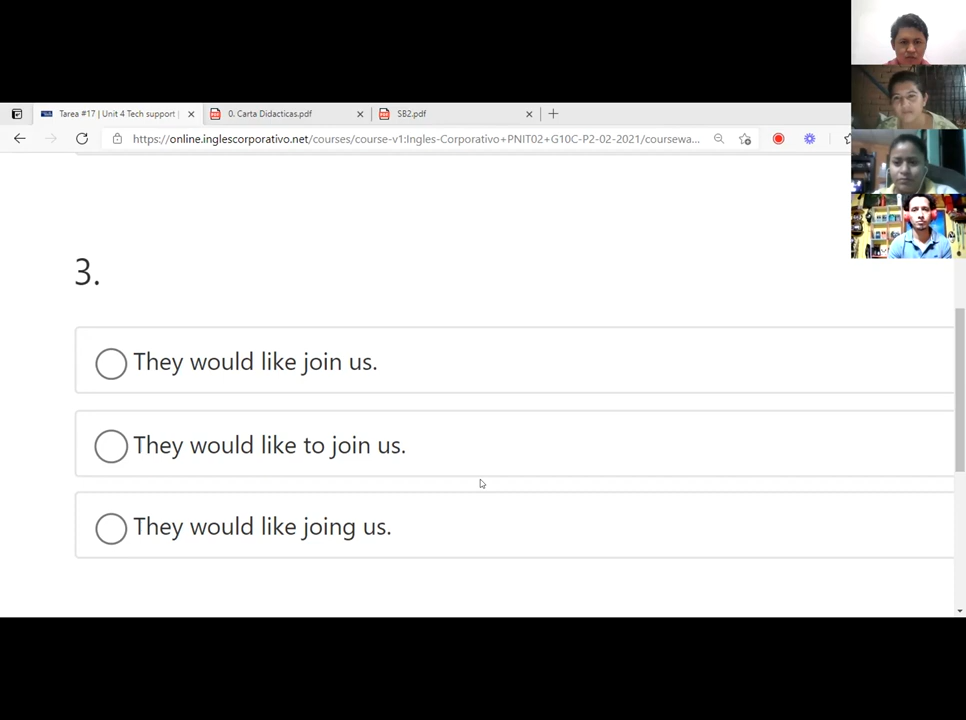 Tarea #17 | Unit 4 Tech support |
0. Carta Didacticas.pdf
SB2.pdf
https://online.inglescorporativo.net/courses/course-v1:Ingles-Corporativo+PNIT02+G10C-P2-02-2021/coursewa...
3.
They would like join us.
They would like to join us.
They would like joing us.